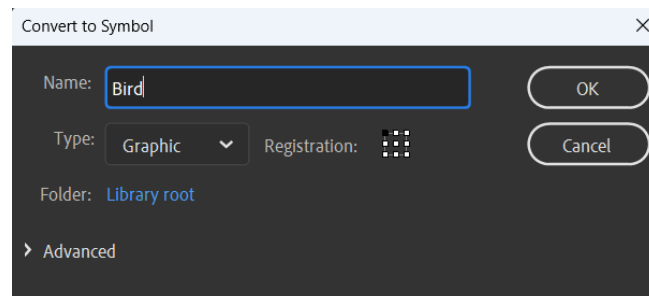 Convert to Symbol
Name: Bird OK
Type: Graphic Registration: Cancel
Folder: Library root
Advanced